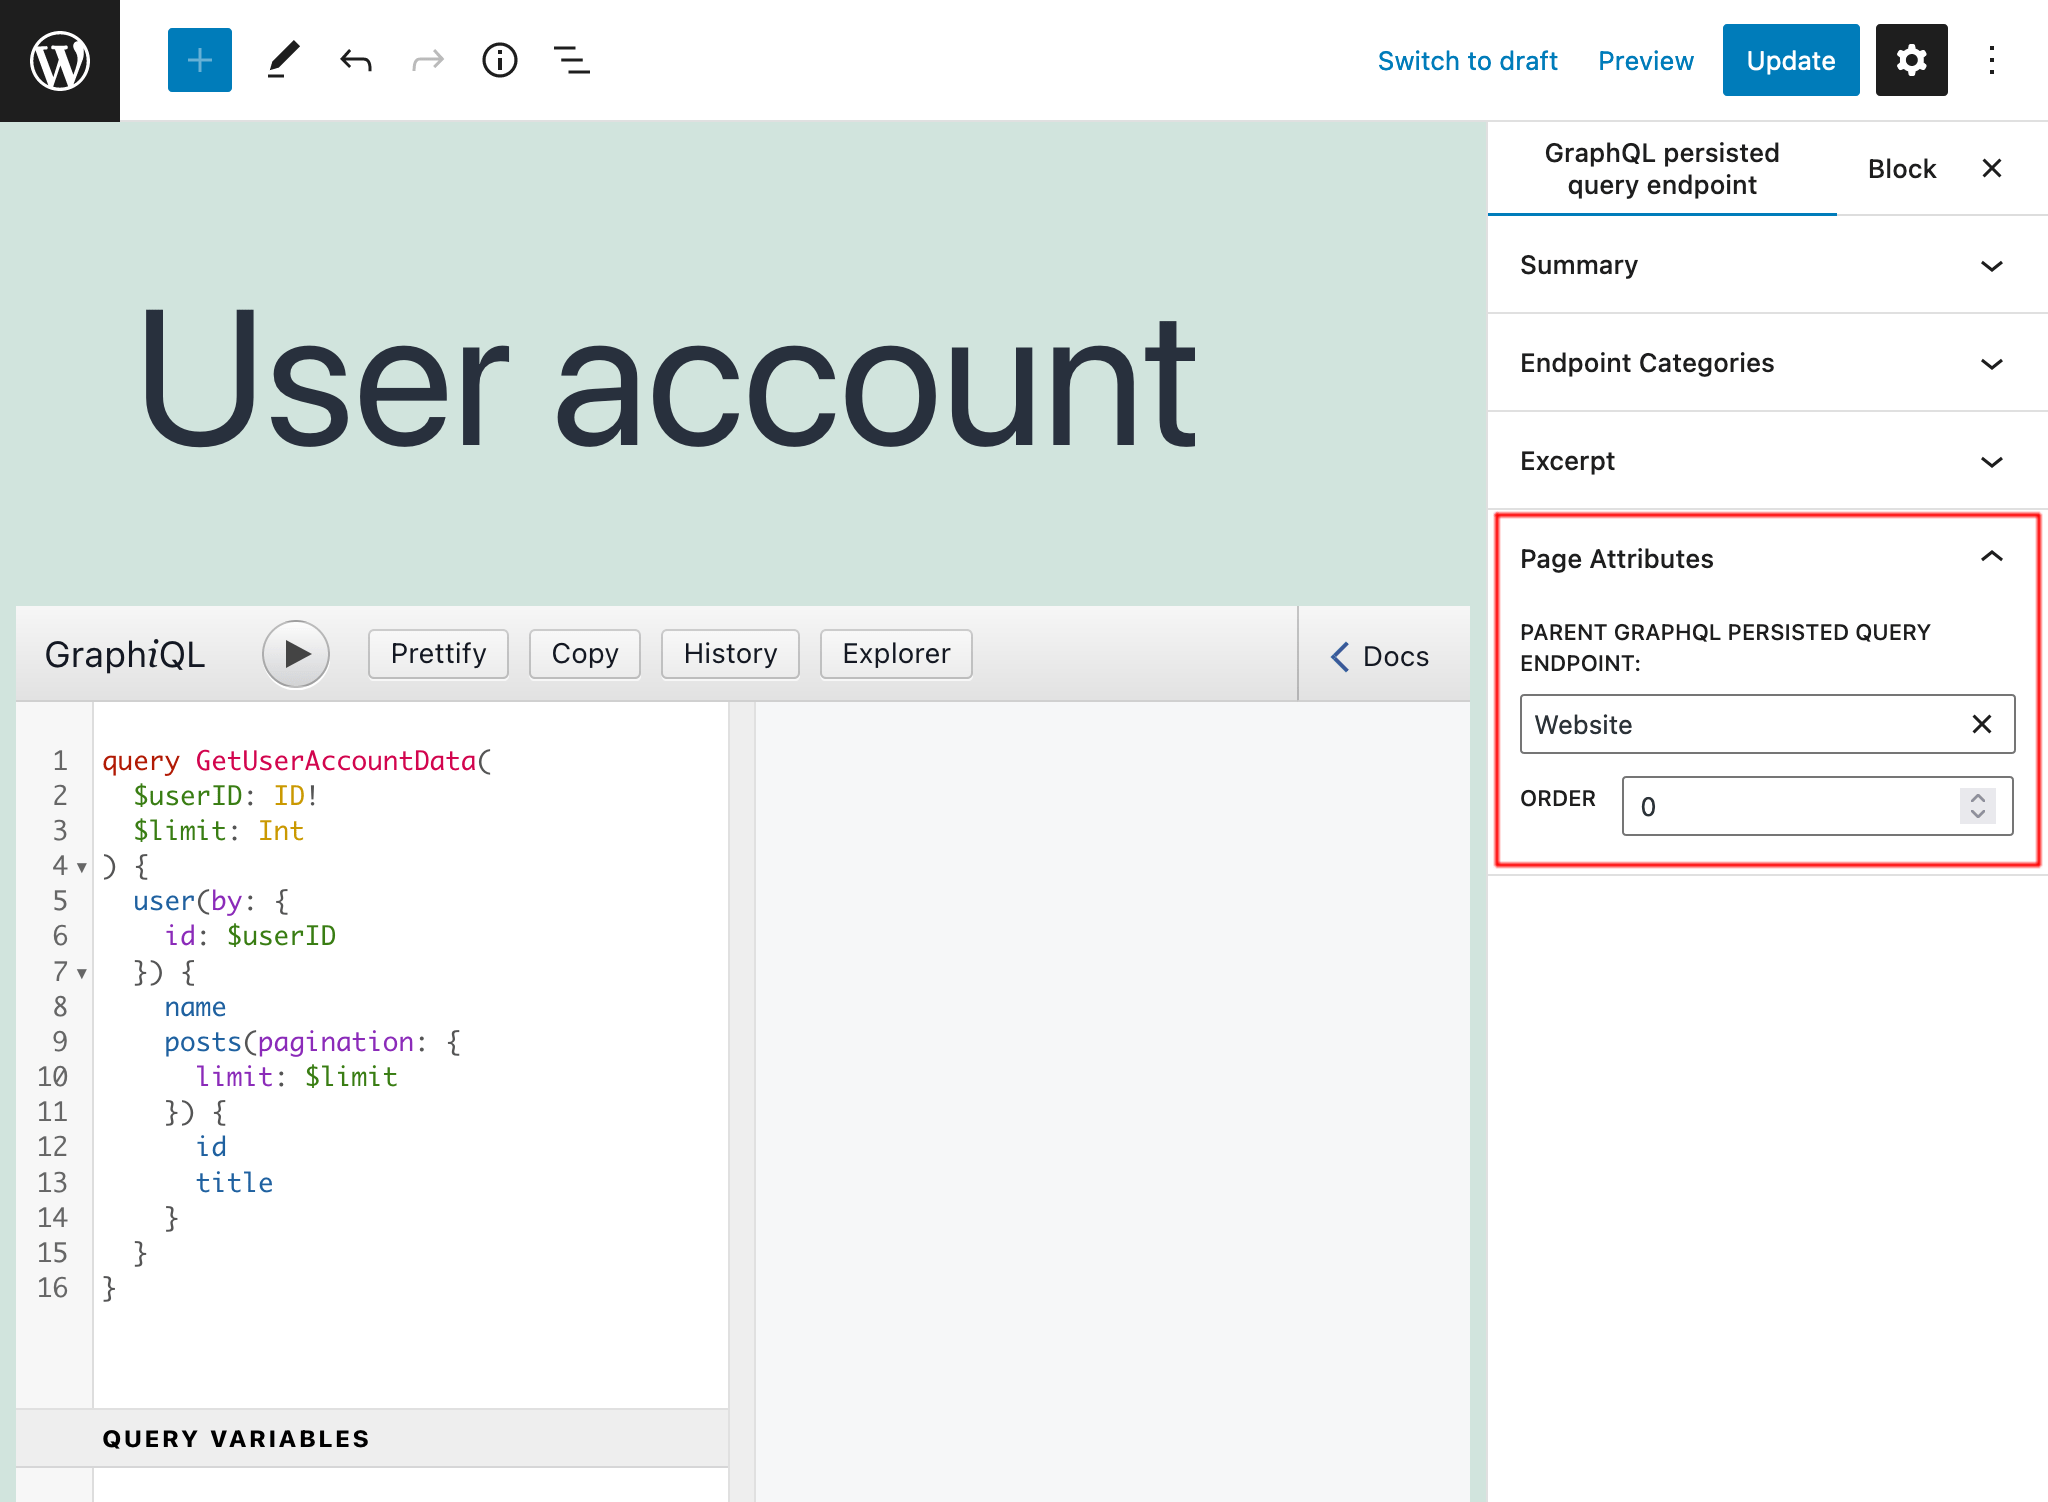 Switch to draft
Preview
Update
GraphQL persisted
query endpoint
Block
Summary
Endpoint Categories
Excerpt
Page Attributes
PARENT GRAPHQL PERSISTED QUERY
ENDPOINT:
Website
ORDER
0
User account
GraphiQL
Prettify
Copy
History
Explorer
Docs
1 query GetUserAccountData(
2 $userID: ID!
3 $limit: Int
4 ) {
5 user(by: {
6 id: $userID
7 }) {
8 name
9 posts(pagination: {
10 limit: $limit
11 }) {
12 id
13 title
14 }
15 }
16 }
QUERY VARIABLES